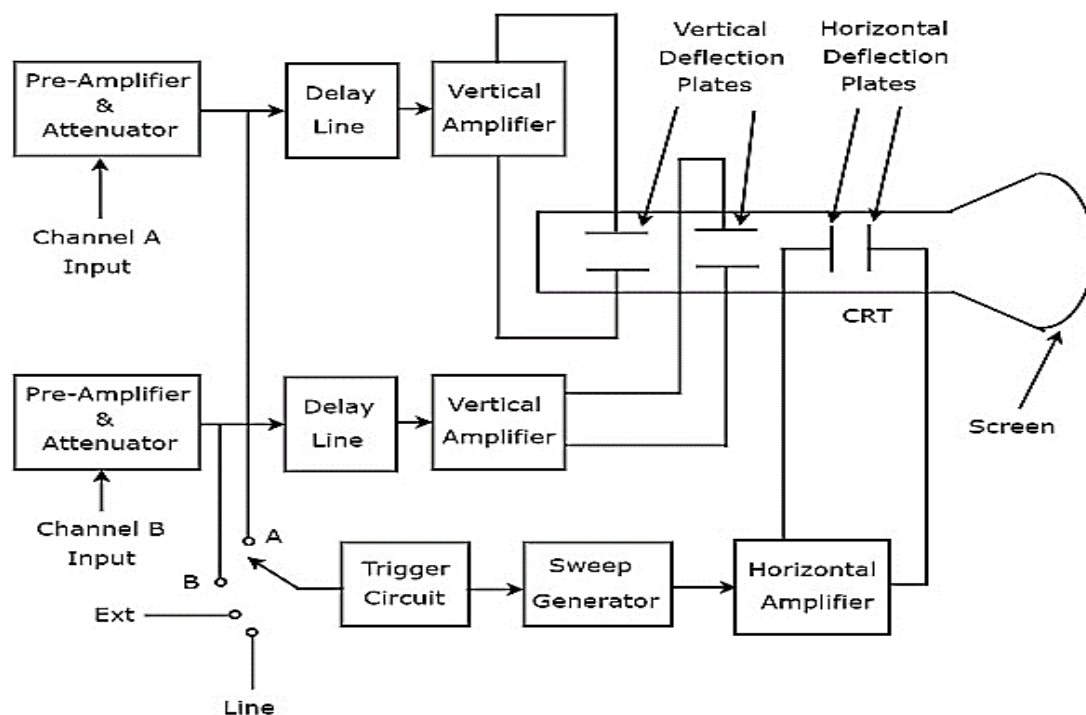 Pre-Amplifier
&
Attenuator
Delay
Line
Vertical
Amplifier
Vertical
Deflection
Plates
Horizontal
Deflection
Plates
Channel A
Input
CRT
Screen
Pre-Amplifier
&
Attenuator
Delay
Line
Vertical
Amplifier
Channel B
Input
A
B
Ext
Line
Trigger
Circuit
Sweep
Generator
Horizontal
Amplifier